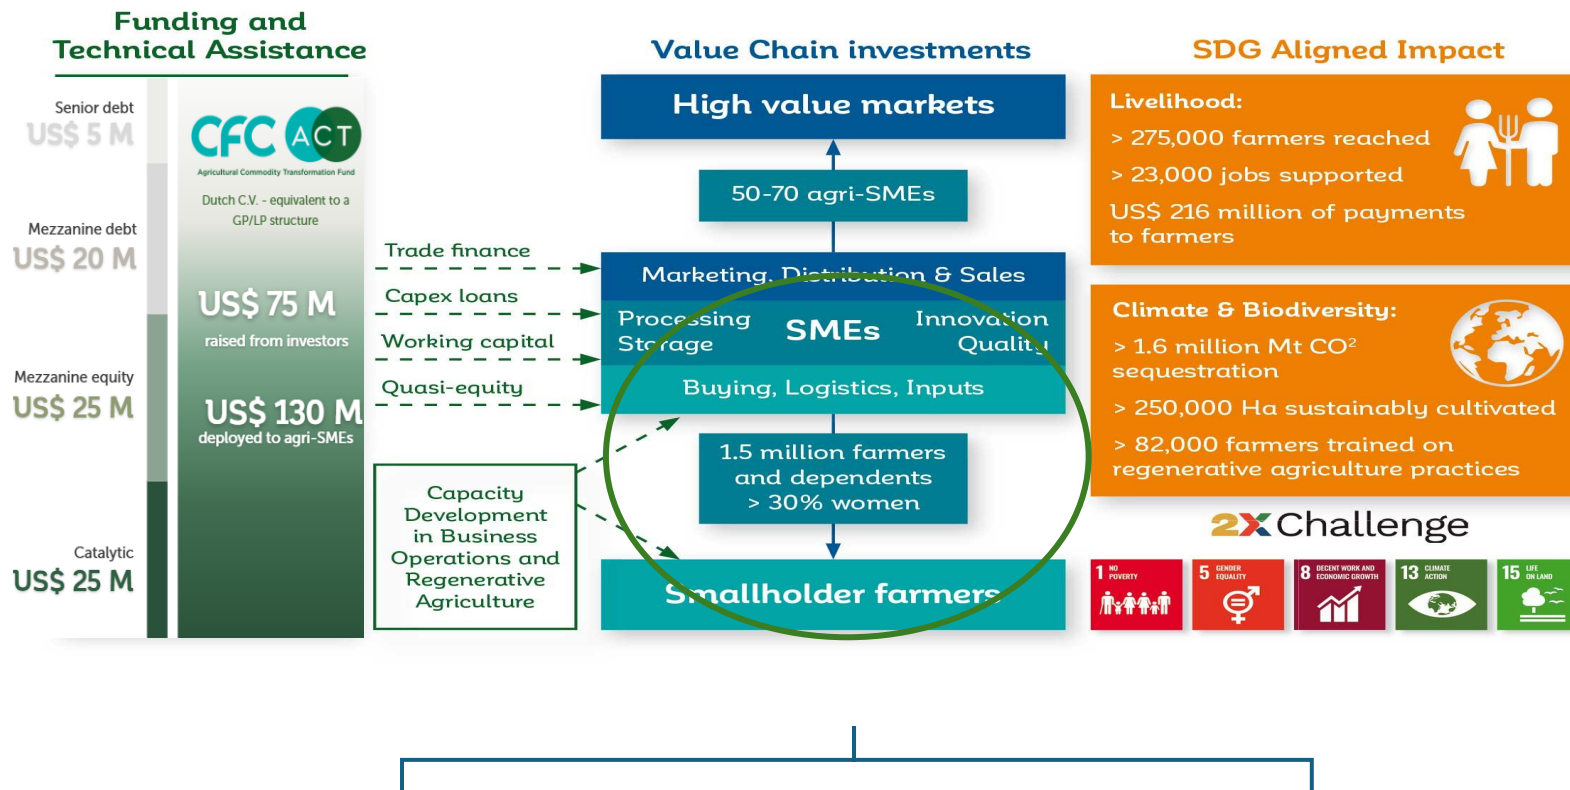 Funding and
Technical Assistance
Senior debt
US$ 5 M
Mezzanine debt
US$ 20 M
Mezzanine equity
US$ 25 M
Catalytic
US$ 25 M
CFC ACT
Agricultural Commodity Transformation Fund
Dutch C.V. - equivalent to a
GP/LP structure
US$ 75 M
raised from investors
US$ 130 M
deployed to agri-SMEs
Trade finance
Capex loans
Working capital
Quasi-equity
Capacity
Development
in Business
Operations and
Regenerative
Agriculture
Value Chain investments
High value markets
50-70 agri-SMEs
Marketing, Distribution & Sales
Processing
Storage
SMEs
Innovation
Quality
Buying, Logistics, Inputs
1.5 million farmers
and dependents
> 30% women
Smallholder farmers
SDG Aligned Impact
Livelihood:
> 275,000 farmers reached
> 23,000 jobs supported
US$ 216 million of payments
to farmers
Climate & Biodiversity:
> 1.6 million Mt CO²
sequestration
> 250,000 Ha sustainably cultivated
> 82,000 farmers trained on
regenerative agriculture practices
2X Challenge
1 NO
POVERTY
5 GENDER
EQUALITY
8 DECENT WORK AND
ECONOMIC GROWTH
13 CLIMATE
ACTION
15 LIFE
ON LAND